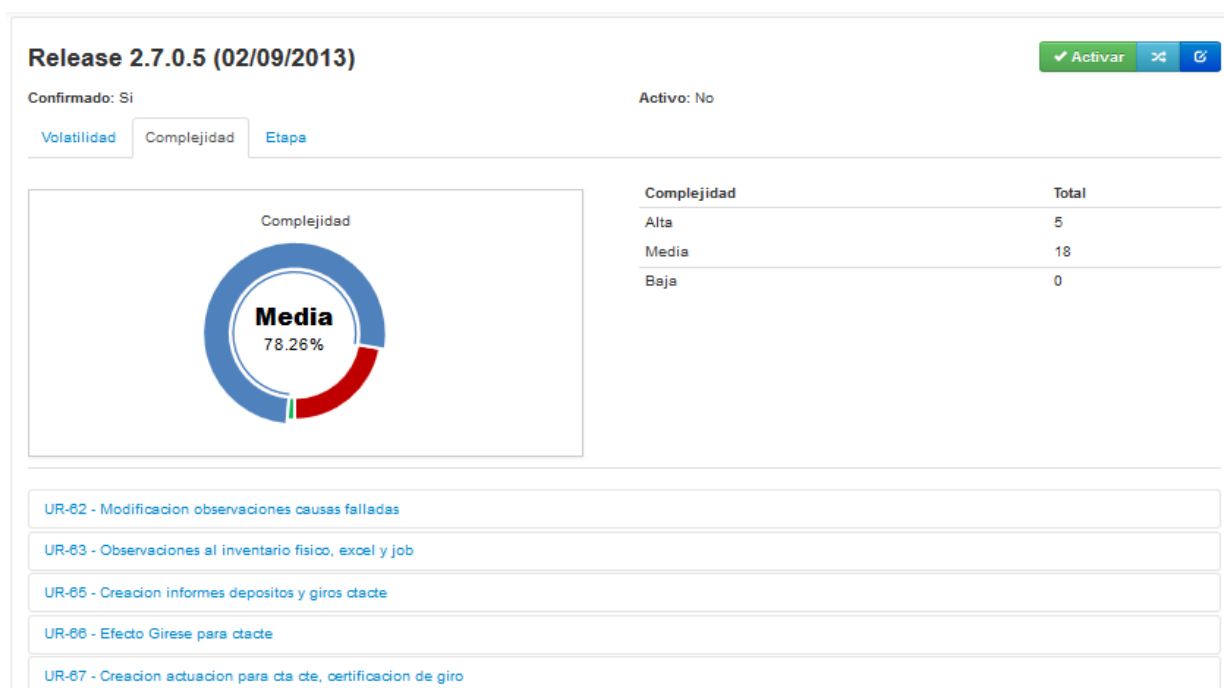 Release 2.7.0.5 (02/09/2013)
Activar
Confirmado: Si
Activo: No
Volatilidad
Complejidad
Etapa
Complejidad
Media
78.26%
Complejidad Total
Alta 5
Media 18
Baja 0
UR-62 - Modificacion observaciones causas falladas
UR-63 - Observaciones al inventario fisico, excel y job
UR-65 - Creacion informes depositos y giros ctacte
UR-66 - Efecto Girese para ctacte
UR-67 - Creacion actuacion para cta cte, certificacion de giro